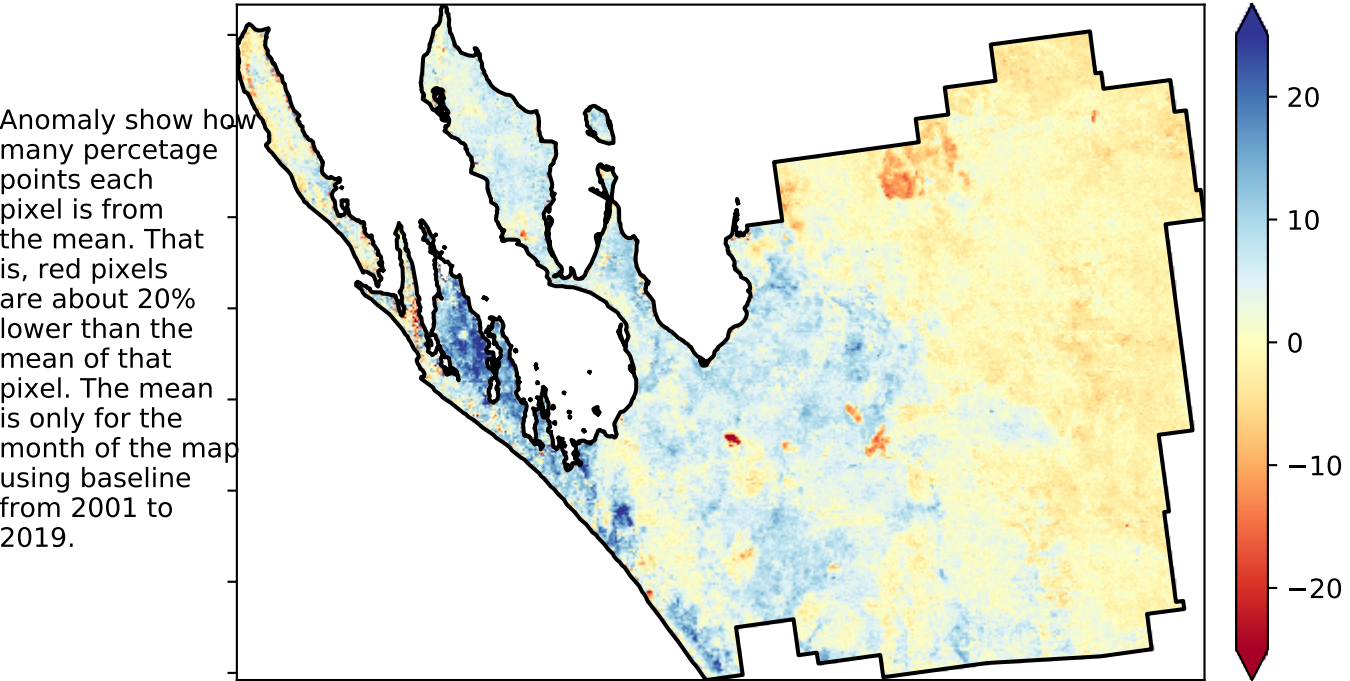 Anomaly show how
many percetage
points each
pixel is from
the mean. That
is, red pixels
are about 20%
lower than the
mean of that
pixel. The mean
is only for the
month of the map
using baseline
from 2001 to
2019.
20
10
0
−10
−20